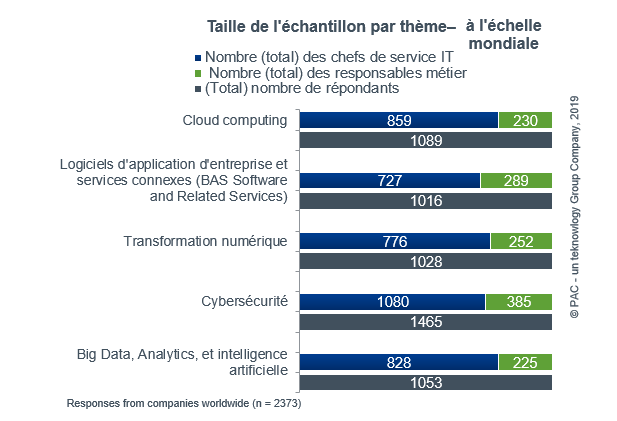 Taille de l'échantillon par thème– à l'échelle
mondiale
Nombre (total) des chefs de service IT
Nombre (total) des responsables métier
(Total) nombre de répondants
Cloud computing
859
230
1089
Logiciels d'application d'entreprise et
services connexes (BAS Software
and Related Services)
727
289
1016
Transformation numérique
776
252
1028
Cybersécurité
1080
385
1465
Big Data, Analytics, et intelligence
artificielle
828
225
1053
Responses from companies worldwide (n = 2373)
© PAC - un teknowlogy Group Company, 2019